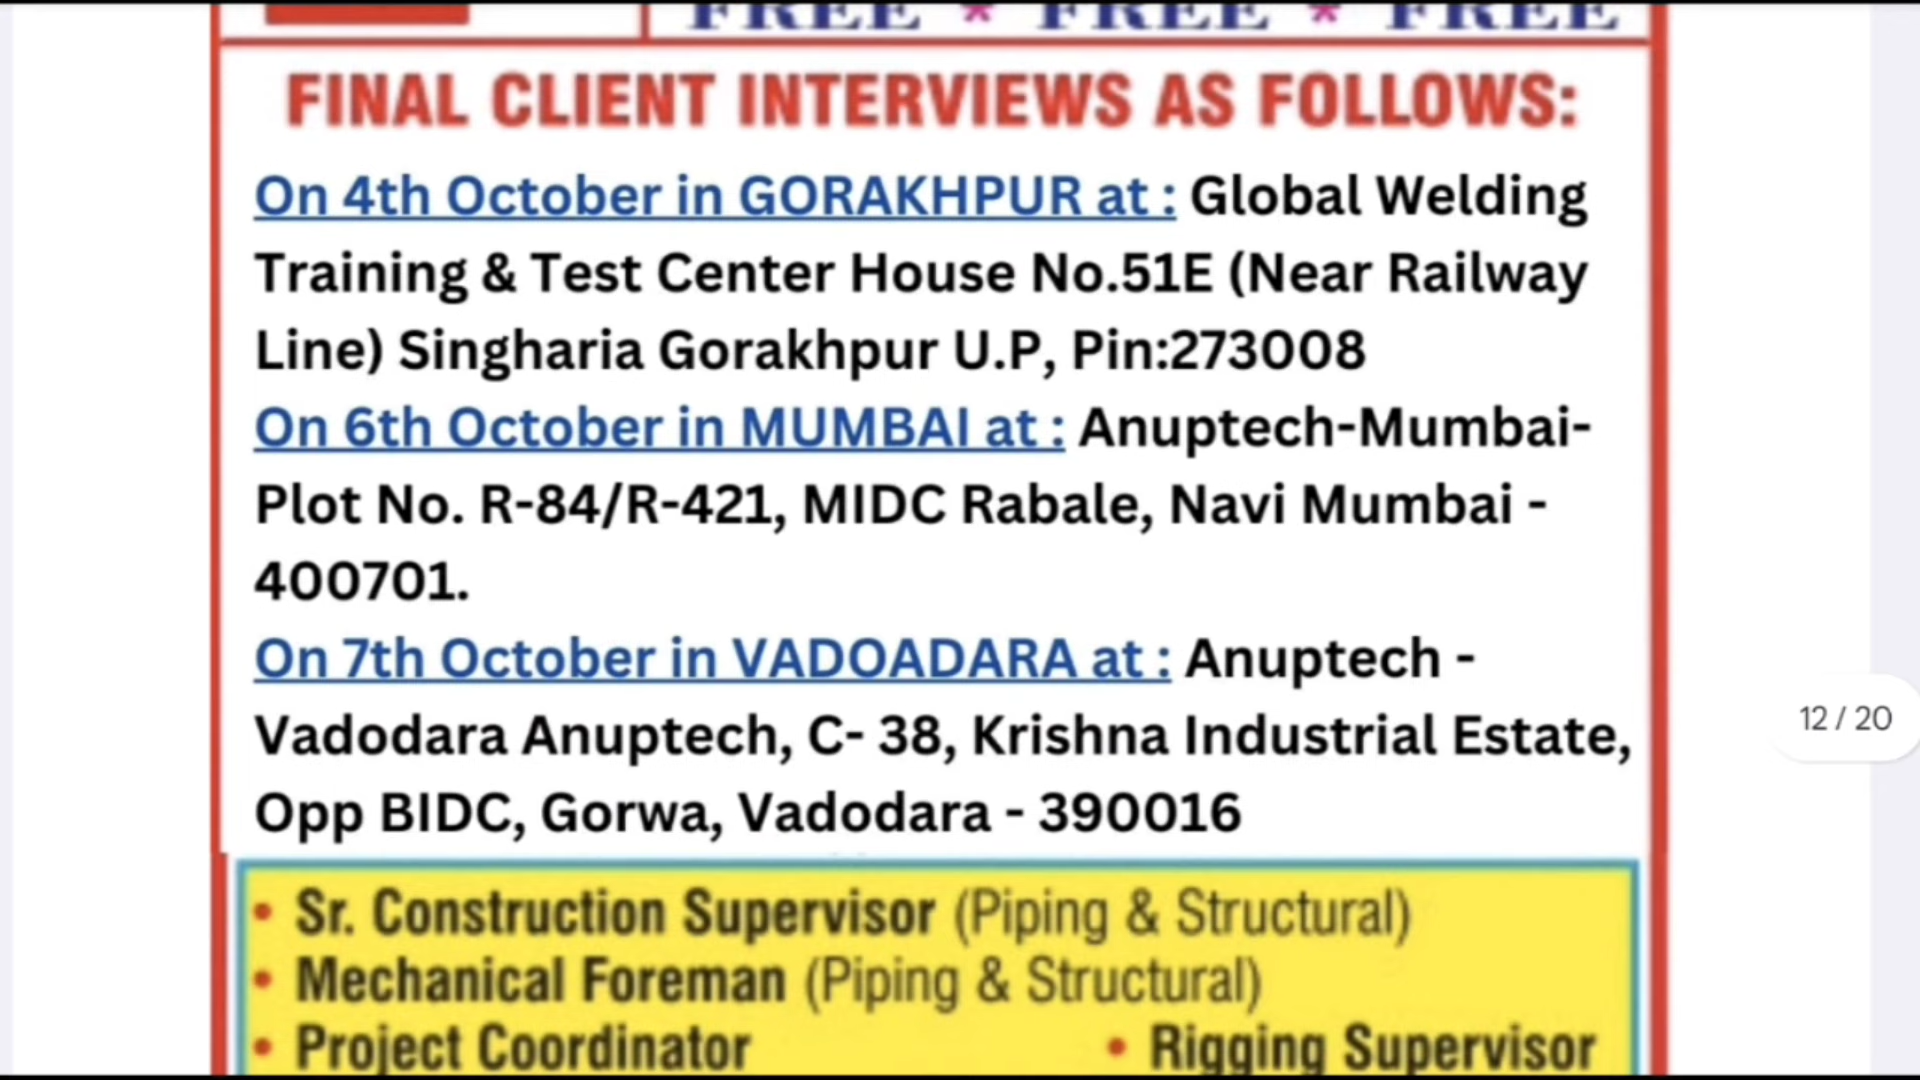 FREE * FREE * FREE
FINAL CLIENT INTERVIEWS AS FOLLOWS:
On 4th October in GORAKHPUR at : Global Welding
Training & Test Center House No.51E (Near Railway
Line) Singharia Gorakhpur U.P, Pin:273008
On 6th October in MUMBAI at : Anuptech-Mumbai-
Plot No. R-84/R-421, MIDC Rabale, Navi Mumbai -
400701.
On 7th October in VADOADARA at : Anuptech -
Vadodara Anuptech, C- 38, Krishna Industrial Estate,
Opp BIDC, Gorwa, Vadodara - 390016
12 / 20
• Sr. Construction Supervisor (Piping & Structural)
• Mechanical Foreman (Piping & Structural)
• Project Coordinator • Rigging Supervisor